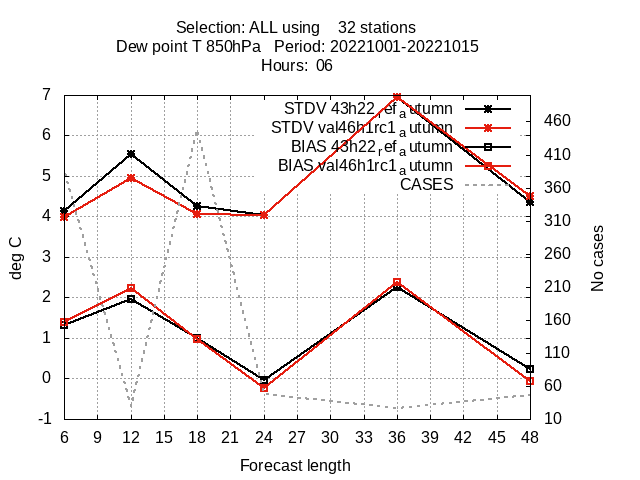 Selection: ALL using    32 stations
Dew point T 850hPa   Period: 20221001-20221015
Hours:  06
STDV 43h22_ref_autumn
STDV val46h1rc1_autumn
BIAS 43h22_ref_autumn
BIAS val46h1rc1_autumn
CASES
7
6
5
4
3
2
1
0
-1
deg C
460
410
360
310
260
210
160
110
60
10
No cases
6 9 12 15 18 21 24 27 30 33 36 39 42 45 48
Forecast length